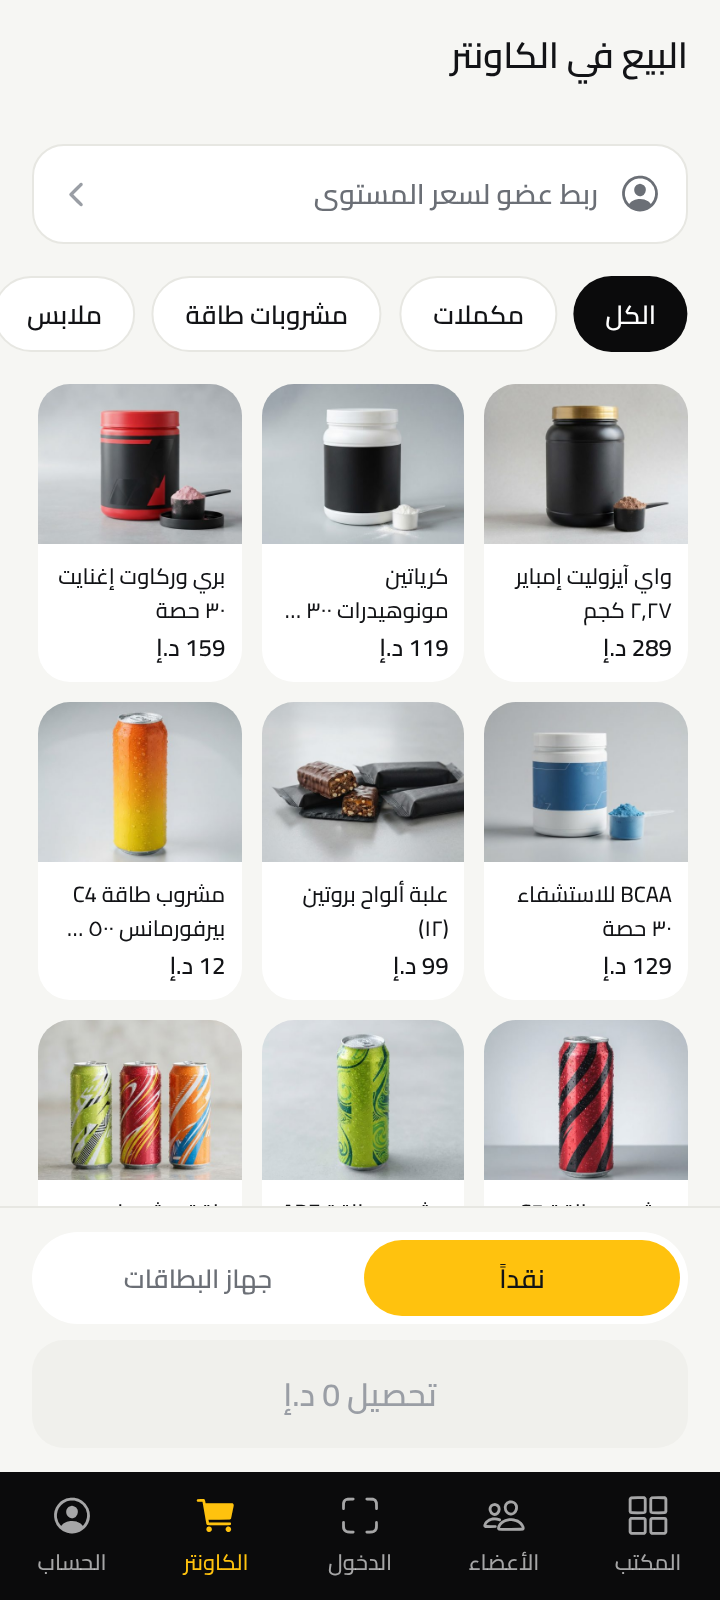 البيع في الكاونتر
ربط عضو لسعر المستوى
الكل
مكملات
مشروبات طاقة
ملابس
واي آيزوليت إمباير
٢,٢٧ كجم
289 د.إ
كرياتين
مونوهيدرات ٣٠٠ ...
119 د.إ
بري وركاوت إغنايت
٣٠ حصة
159 د.إ
BCAA للاستشفاء
٣٠ حصة
129 د.إ
علبة ألواح بروتين
(١٢)
99 د.إ
مشروب طاقة C4
بيرفورمانس ٥٠٠ ...
12 د.إ
نقداً
جهاز البطاقات
تحصيل 0 د.إ
المكتب
الأعضاء
الدخول
الكاونتر
الحساب